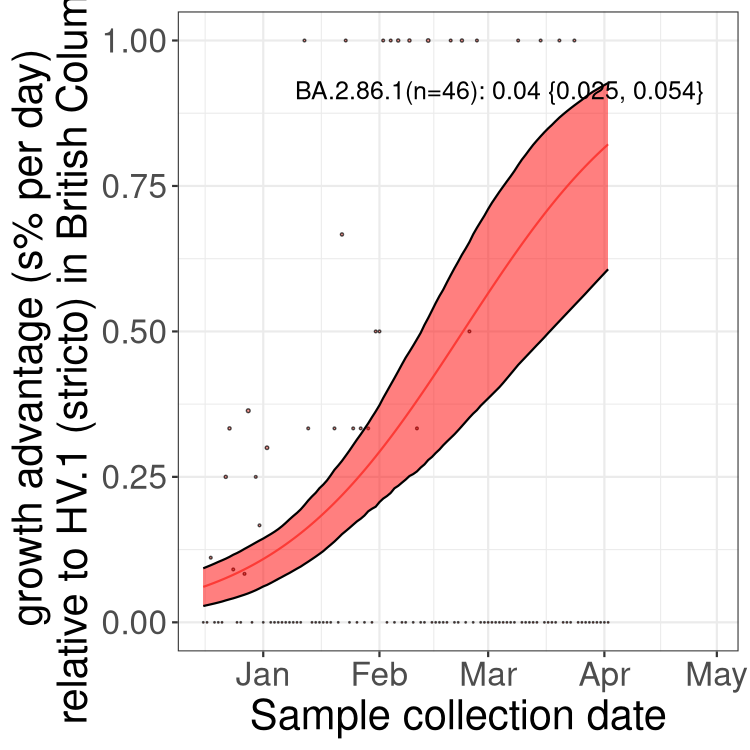 growth advantage (s% per day)
relative to HV.1 (stricto) in British Colum
1.00
0.75
0.50
0.25
0.00
BA.2.86.1(n=46): 0.04 {0.025, 0.054}
Jan Feb Mar Apr May
Sample collection date